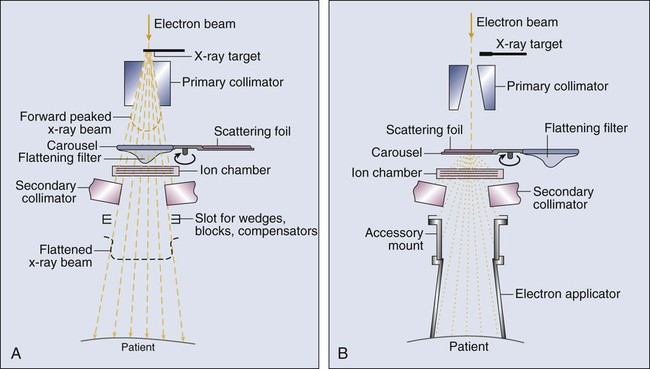 Electron beam
X-ray target
Primary collimator
Forward peaked
x-ray beam
Scattering foil
Carousel
Flattening filter
Ion chamber
Secondary
collimator
Slot for wedges,
blocks, compensators
Flattened
x-ray beam
A
Patient
Electron beam
X-ray target
Primary collimator
Scattering foil
Flattening filter
Carousel
Ion chamber
Secondary
collimator
Accessory
mount
Electron applicator
B
Patient